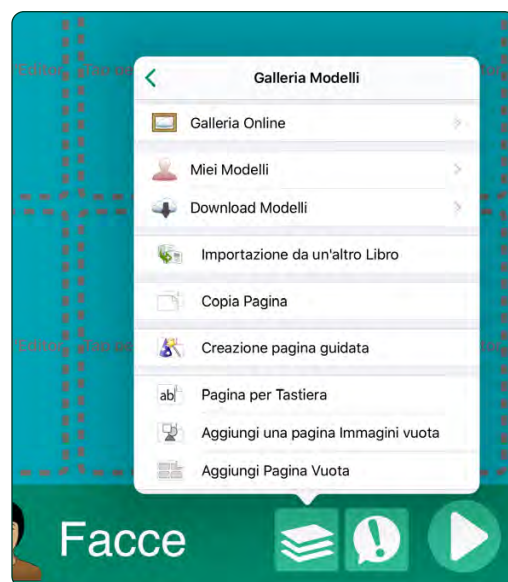 Galleria Modelli
Galleria Online
Miei Modelli
Download Modelli
Importazione da un'altro Libro
Copia Pagina
Creazione pagina guidata
ab Pagina per Tastiera
Aggiungi una pagina Immagini vuota
Aggiungi Pagina Vuota
Facce